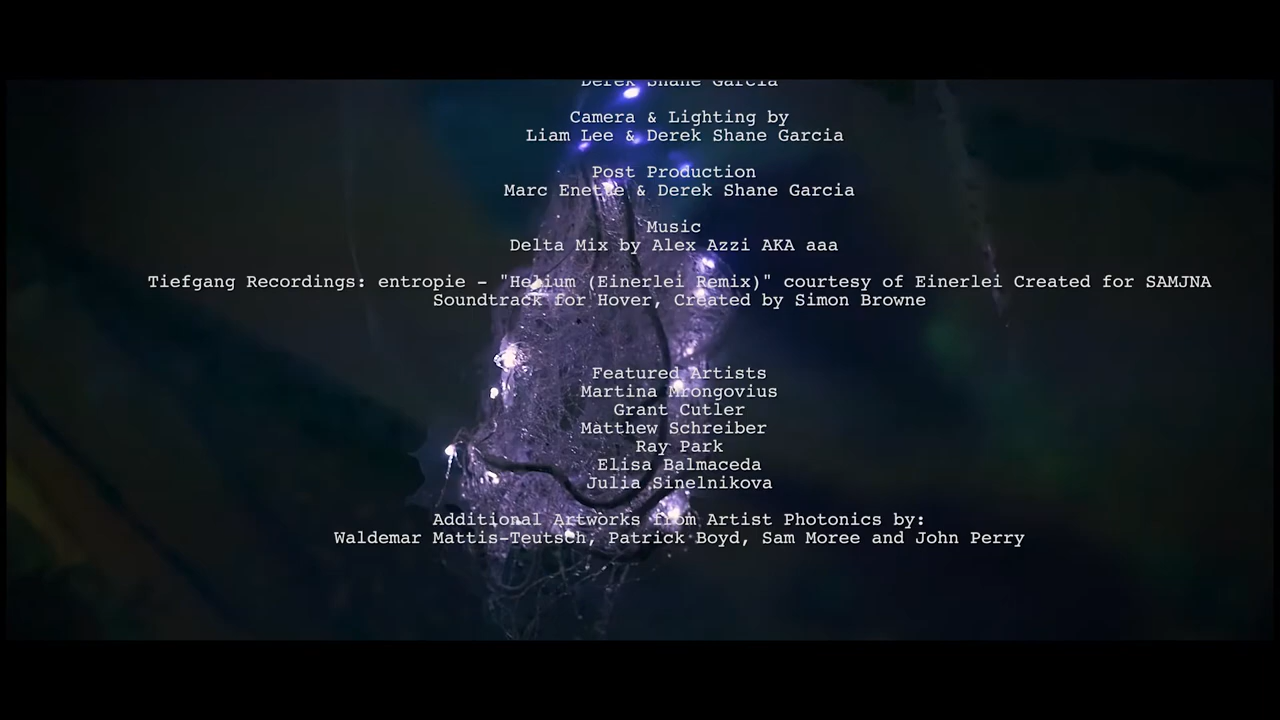 Derek Shane Garcia
Camera & Lighting by
Liam Lee & Derek Shane Garcia
Post Production
Marc Enette & Derek Shane Garcia
Music
Delta Mix by Alex Azzi AKA aaa
Tiefgang Recordings: entropie - "Helium (Einerlei Remix)" courtesy of Einerlei Created for SAMJNA
Soundtrack for Hover, Created by Simon Browne
Featured Artists
Martina Mrongovius
Grant Cutler
Matthew Schreiber
Ray Park
Elisa Balmaceda
Julia Sinelnikova
Additional Artworks from Artist Photonics by:
Waldemar Mattis-Teutsch, Patrick Boyd, Sam Moree and John Perry